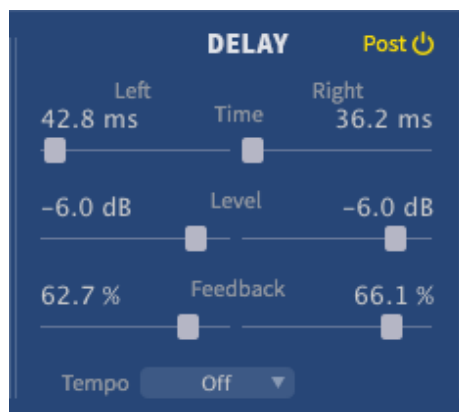 DELAY Post
Left Right
42.8 ms Time 36.2 ms
-6.0 dB Level -6.0 dB
62.7 % Feedback 66.1 %
Tempo Off